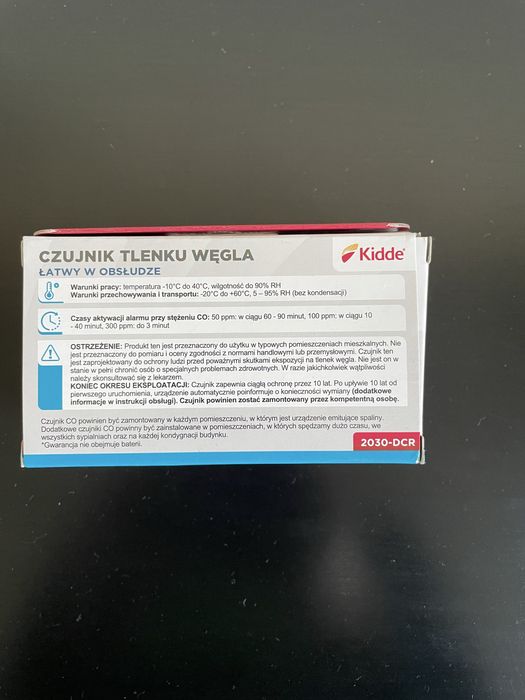 CZUJNIK TLENKU WĘGLA
Kidde
ŁATWY W OBSŁUDZE
Warunki pracy: temperatura -10°C do 40°C, wilgotność do 90% RH
Warunki przechowywania i transportu: -20°C do +60°C, 5 – 95% RH (bez kondensacji)
Czasy aktywacji alarmu przy stężeniu CO: 50 ppm: w ciągu 60 - 90 minut, 100 ppm: w ciągu 10
- 40 minut, 300 ppm: do 3 minut
OSTRZEŻENIE: Produkt ten jest przeznaczony do użytku w typowych pomieszczeniach mieszkalnych. Nie
jest przeznaczony do pomiaru i oceny zgodności z normami handlowymi lub przemysłowymi. Czujnik ten
jest zaprojektowany do ochrony ludzi przed poważnymi skutkami ekspozycji na tlenek węgla. Nie jest on w
stanie w pełni chronić osób o specjalnych problemach zdrowotnych. W razie jakichkolwiek wątpliwości
należy skonsultować się z lekarzem.
KONIEC OKRESU EKSPLOATACJI: Czujnik zapewnia ciągłą ochronę przez 10 lat. Po upływie 10 lat od
pierwszego uruchomienia, urządzenie automatycznie poinformuje o konieczności wymiany (dodatkowe
informacje w instrukcji obsługi). Czujnik powinien zostać zamontowany przez kompetentną osobę.
Czujnik CO powinien być zamontowany w każdym pomieszczeniu, w którym jest urządzenie emitujące spaliny.
Dodatkowe czujniki CO powinny być zainstalowane w pomieszczeniach, w których spędzamy dużo czasu, we
wszystkich sypialniach oraz na każdej kondygnacji budynku.
*Gwarancja nie obejmuje baterii.
2030-DCR